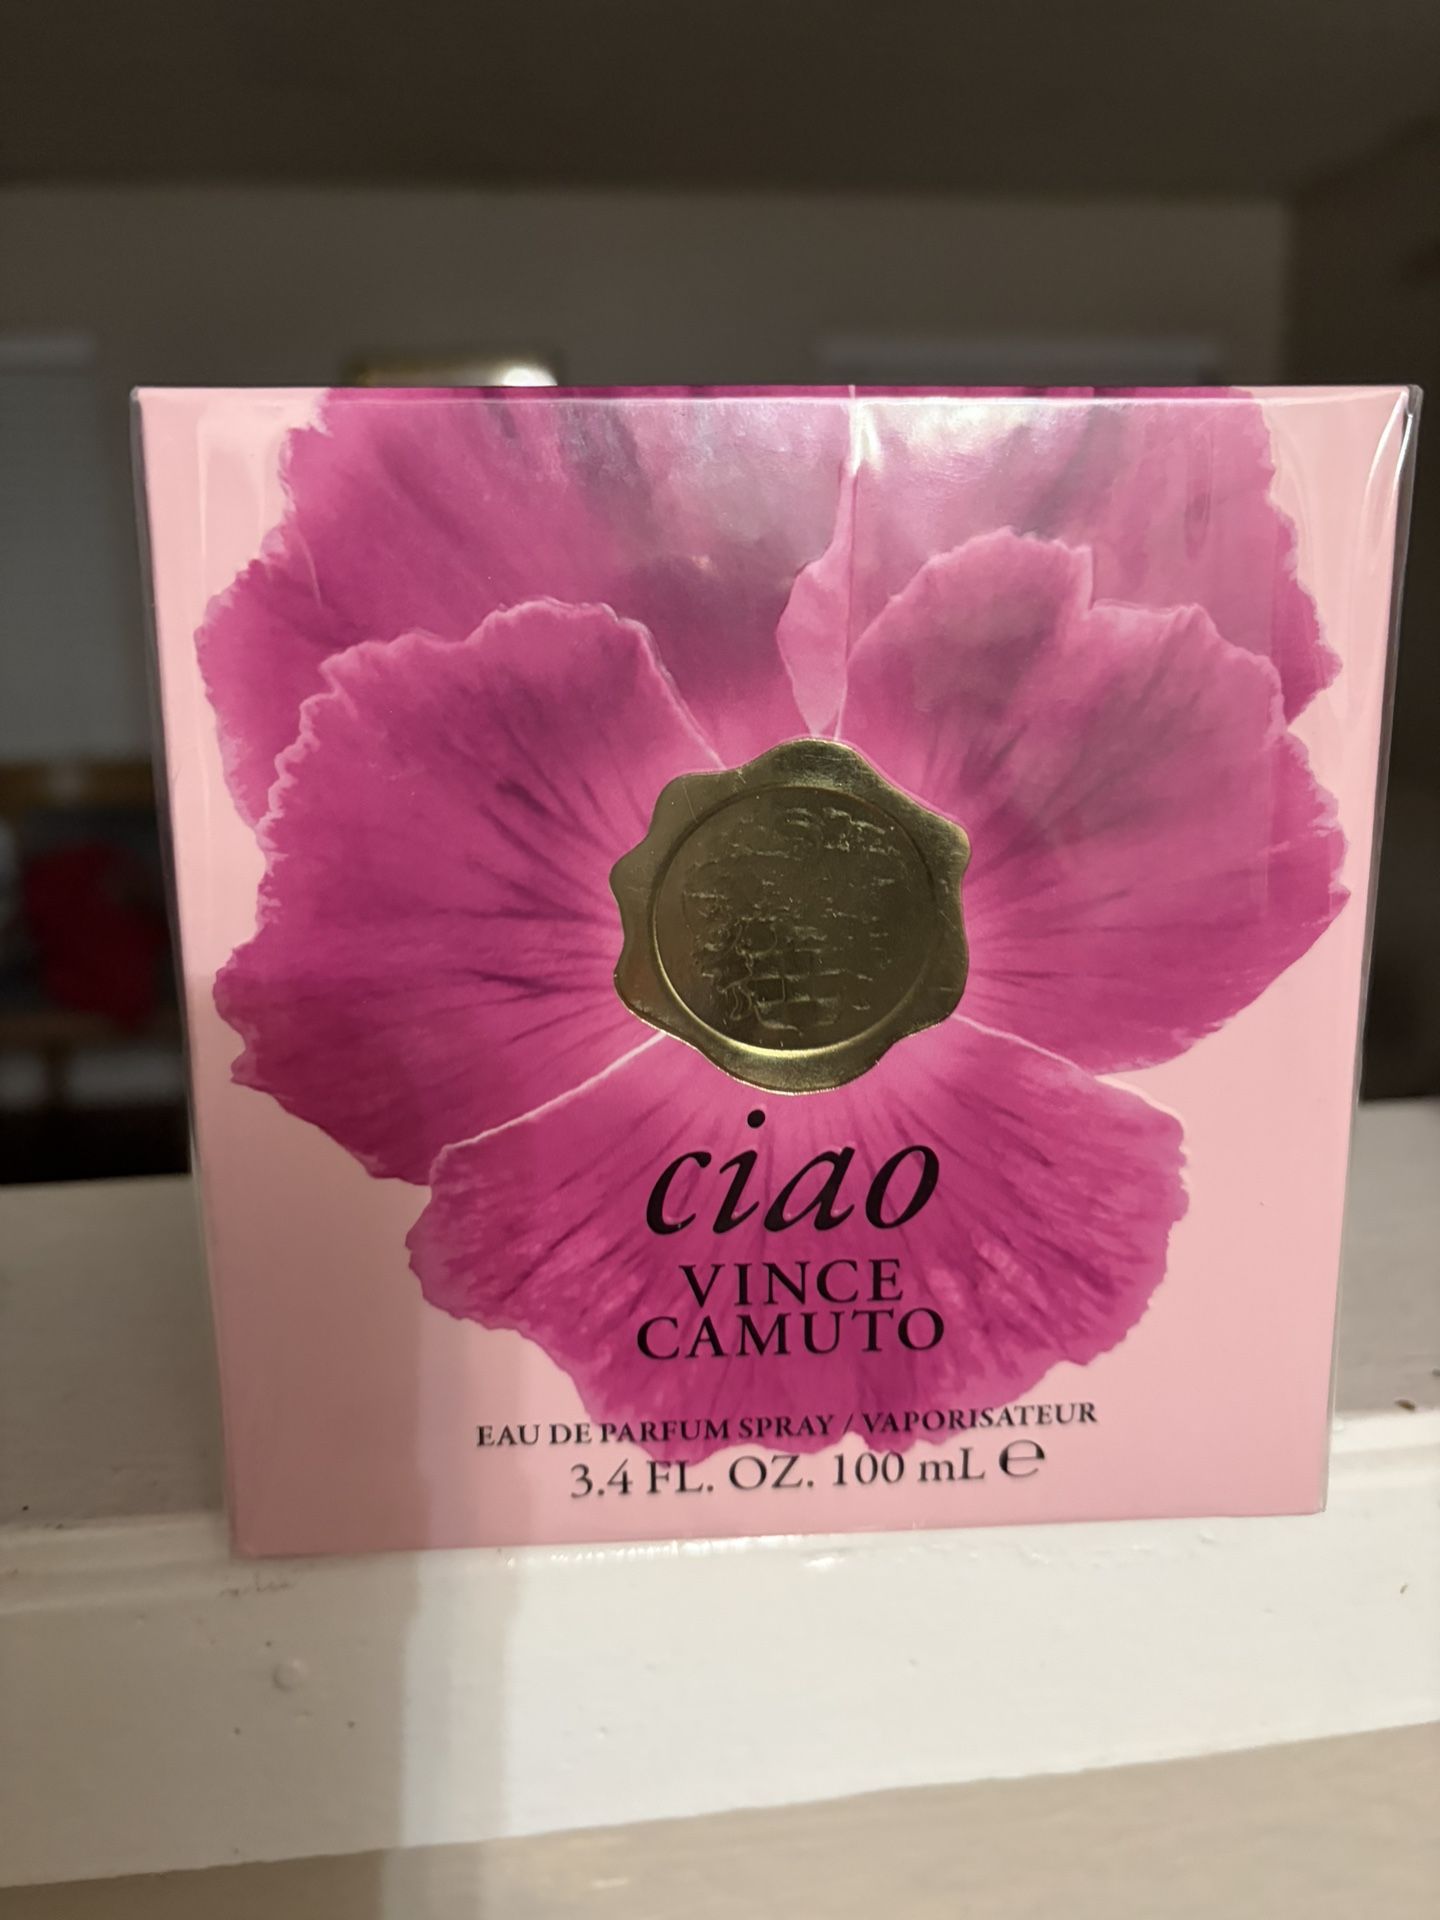 ciao
VINCE
CAMUTO
EAU DE PARFUM SPRAY / VAPORISATEUR
3.4 FL. OZ. 100 mL ℮